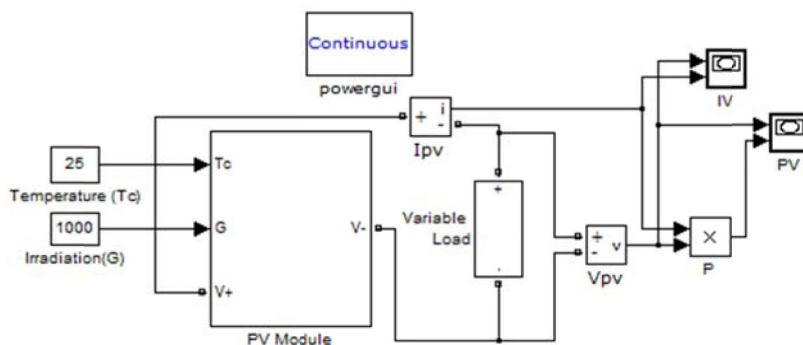 Continuous
powergui
+ i
-
Ipv
IV
PV
25
Temperature (Tc)
1000
Irradiation(G)
Tc
G
V+
V-
PV Module
+
-
Variable
Load
+
- v
Vpv
×
P